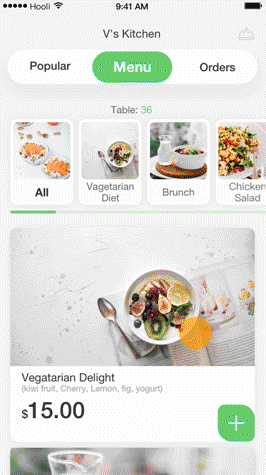 Hooli 9:41 AM
V's Kitchen
Popular Menu Orders
Table: 36
All
Vagetarian
Diet
Brunch
Chicken
Salad
Vegatarian Delight
(kiwi fruit, Cherry, Lemon, fig, yogurt)
$15.00